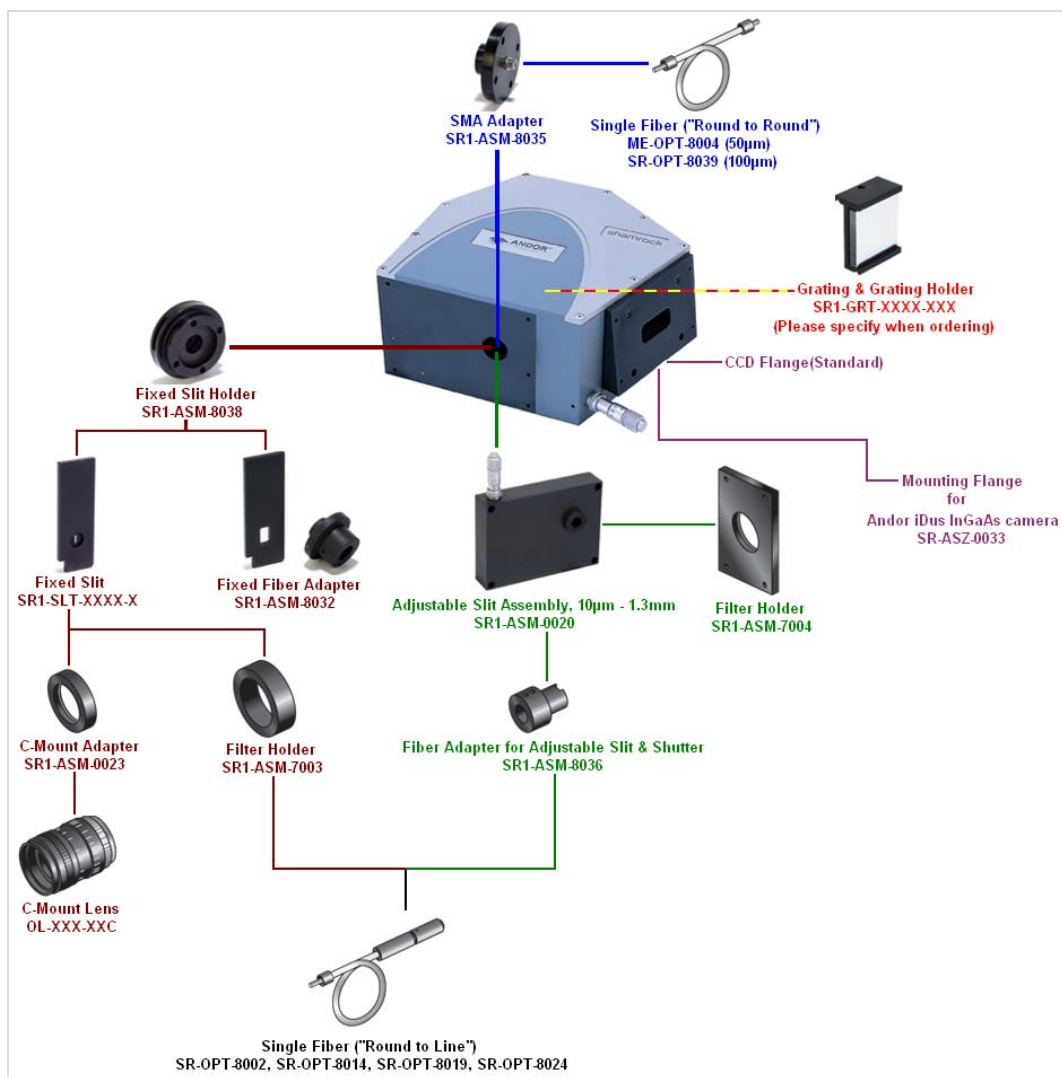 SMA Adapter
SR1-ASM-8035
Single Fiber ("Round to Round")
ME-OPT-8004 (50µm)
SR-OPT-8039 (100µm)
ANDOR™
shamrock
Grating & Grating Holder
SR1-GRT-XXXX-XXX
(Please specify when ordering)
CCD Flange(Standard)
Fixed Slit Holder
SR1-ASM-8038
Mounting Flange
for
Andor iDus InGaAs camera
SR-ASZ-0033
Fixed Slit
SR1-SLT-XXXX-X
Fixed Fiber Adapter
SR1-ASM-8032
Adjustable Slit Assembly, 10µm - 1.3mm
SR1-ASM-0020
Filter Holder
SR1-ASM-7004
C-Mount Adapter
SR1-ASM-0023
Filter Holder
SR1-ASM-7003
Fiber Adapter for Adjustable Slit & Shutter
SR1-ASM-8036
C-Mount Lens
OL-XXX-XXC
Single Fiber ("Round to Line")
SR-OPT-8002, SR-OPT-8014, SR-OPT-8019, SR-OPT-8024